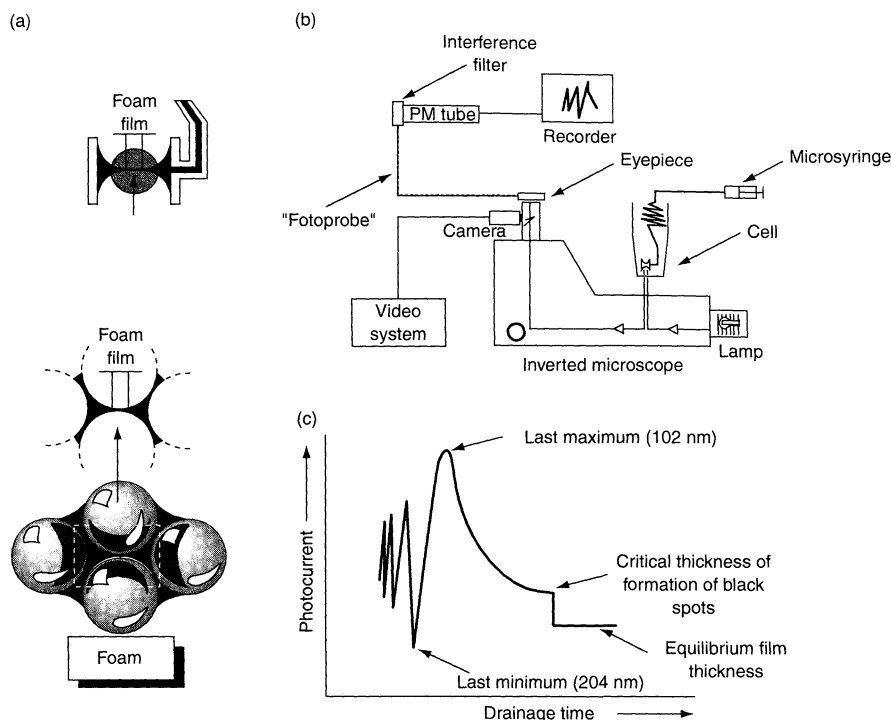 (a)
Foam
film
Foam
film
Foam
(b)
Interference
filter
PM tube
Recorder
Eyepiece
Microsyringe
"Fotoprobe"
Camera
Cell
Video
system
Inverted microscope
Lamp
(c)
Last maximum (102 nm)
Photocurrent
Critical thickness of
formation of black
spots
Equilibrium film
thickness
Last minimum (204 nm)
Drainage time